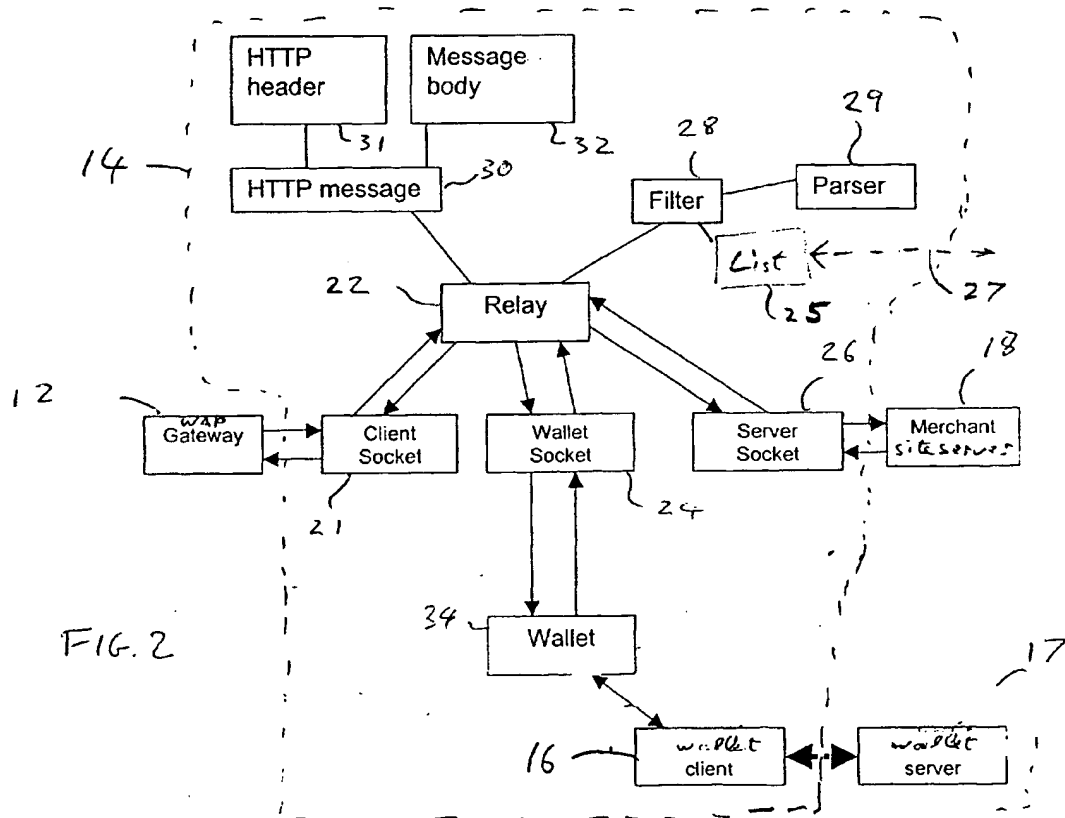 HTTP
header
31
Message
body
32
14
HTTP message
30
28
29
Filter
Parser
List
25
27
22
Relay
12
WAP
Gateway
Client
Socket
21
Wallet
Socket
24
Server
Socket
26
18
Merchant
site server
34
Wallet
FIG. 2
17
16
wallet
client
wallet
server